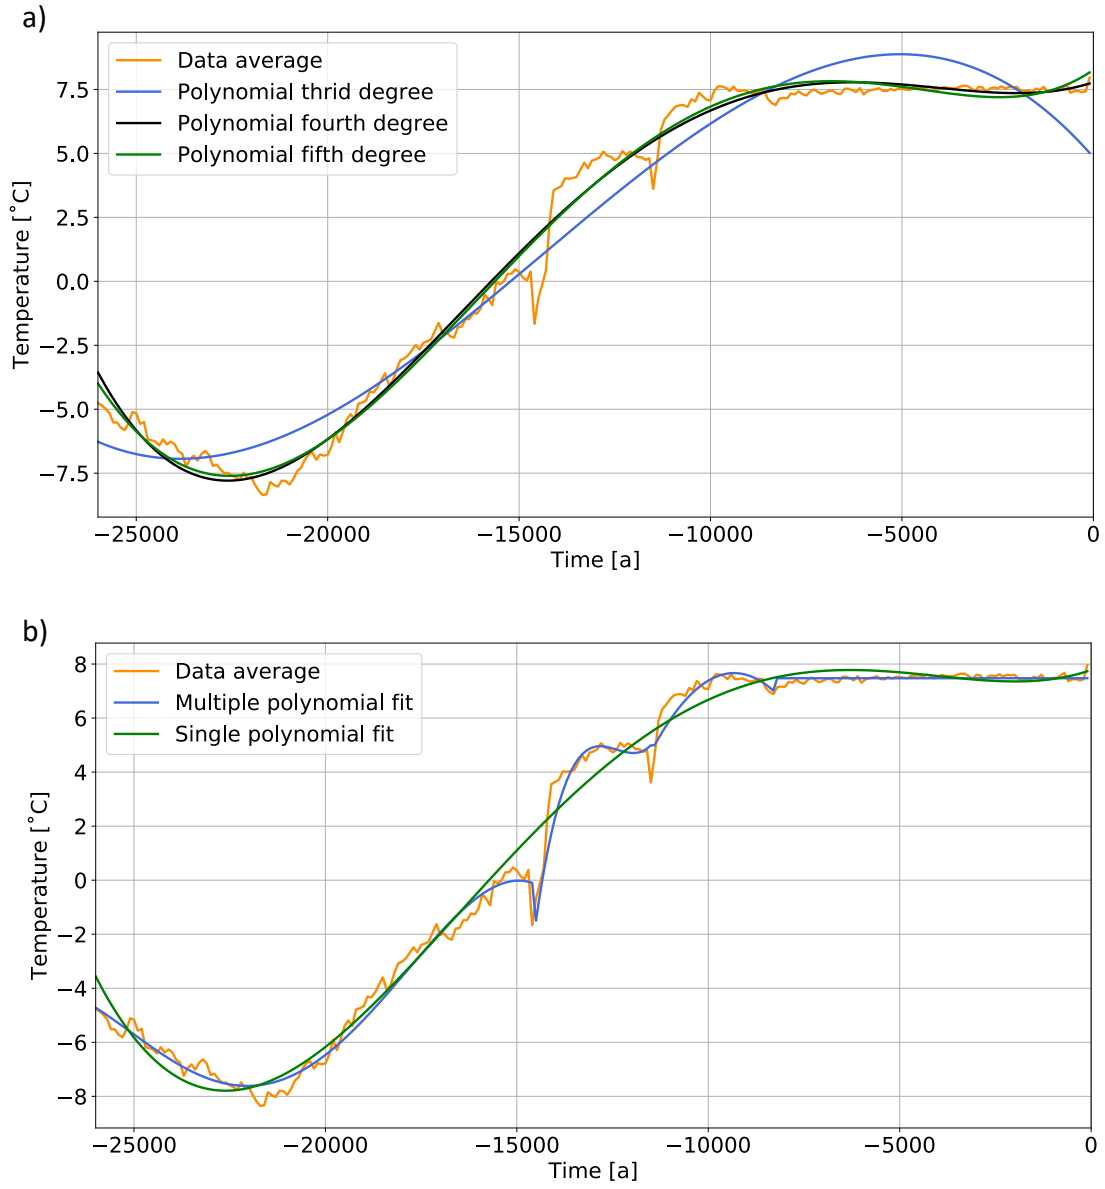 a)
Data average
Polynomial thrid degree
Polynomial fourth degree
Polynomial fifth degree
7.5
5.0
2.5
0.0
−2.5
−5.0
−7.5
Temperature [˚C]
−25000 −20000 −15000 −10000 −5000 0
Time [a]
b)
Data average
Multiple polynomial fit
Single polynomial fit
8
6
4
2
0
−2
−4
−6
−8
Temperature [˚C]
−25000 −20000 −15000 −10000 −5000 0
Time [a]